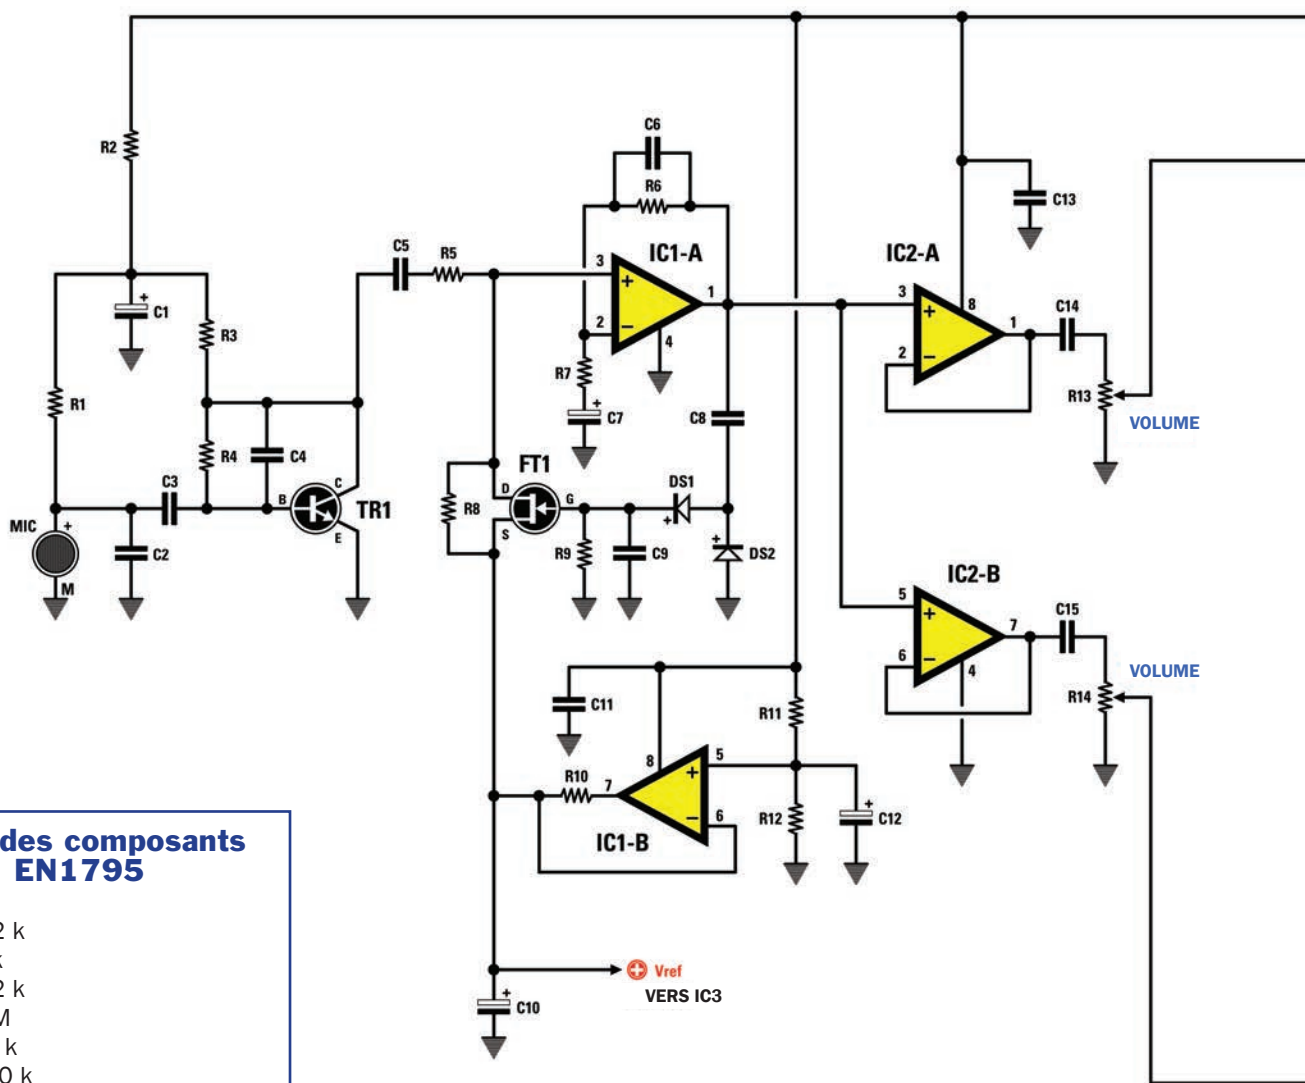 R2
C6
R6
C13
C5
R5
IC1-A
IC2-A
3
+
1
2
−
4
3
+
8
1
2
−
C14
+
C1
R3
R1
R7
+
C7
C8
R13
VOLUME
R4
C4
C3
FT1
DS1
B
C
E
TR1
R8
D
G
S
+
R9
C9
+
DS2
MIC
+
M
C2
IC2-B
5
+
7
6
−
4
C15
VOLUME
R14
C11
R11
8
5
+
R10
7
−
6
IC1-B
R12
+
C12
des composants
EN1795
2 k
k
2 k
M
k
0 k
+ Vref
VERS IC3
+
C10